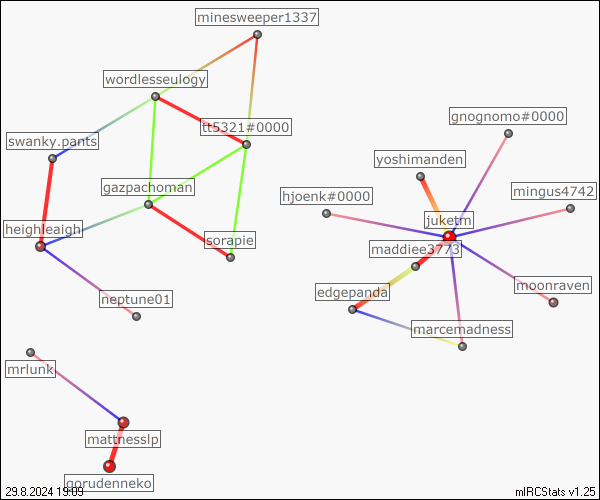 minesweeper1337
wordlesseulogy
gnognomo#0000
tt5321#0000
swanky.pants
yoshimanden
gazpachoman
mingus4742
hjoenk#0000
juketm
heighleaigh
sorapie
maddiee3773
moonraven
edgepanda
neptune01
marcemadness
mrlunk
mattnesslp
gorudenneko
29.8.2024 19:09
mIRCStats v1.25